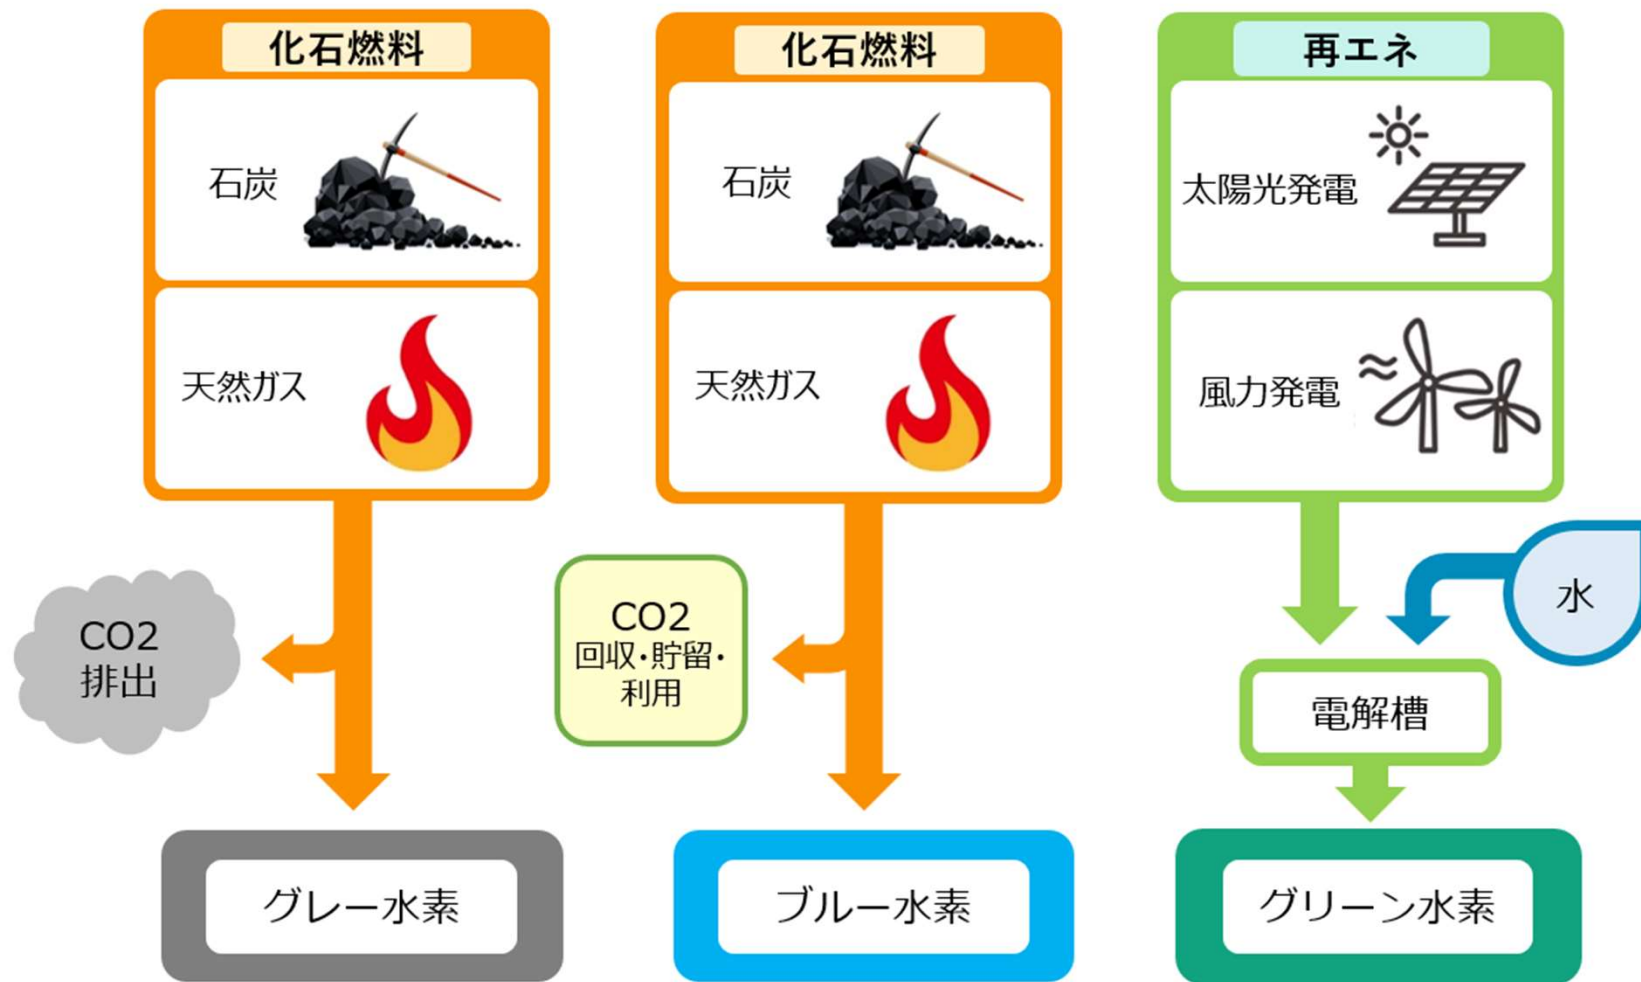 化石燃料
石炭
天然ガス
CO2
排出
グレー水素
化石燃料
石炭
天然ガス
CO2
回収・貯留・
利用
ブルー水素
再エネ
太陽光発電
風力発電
水
電解槽
グリーン水素